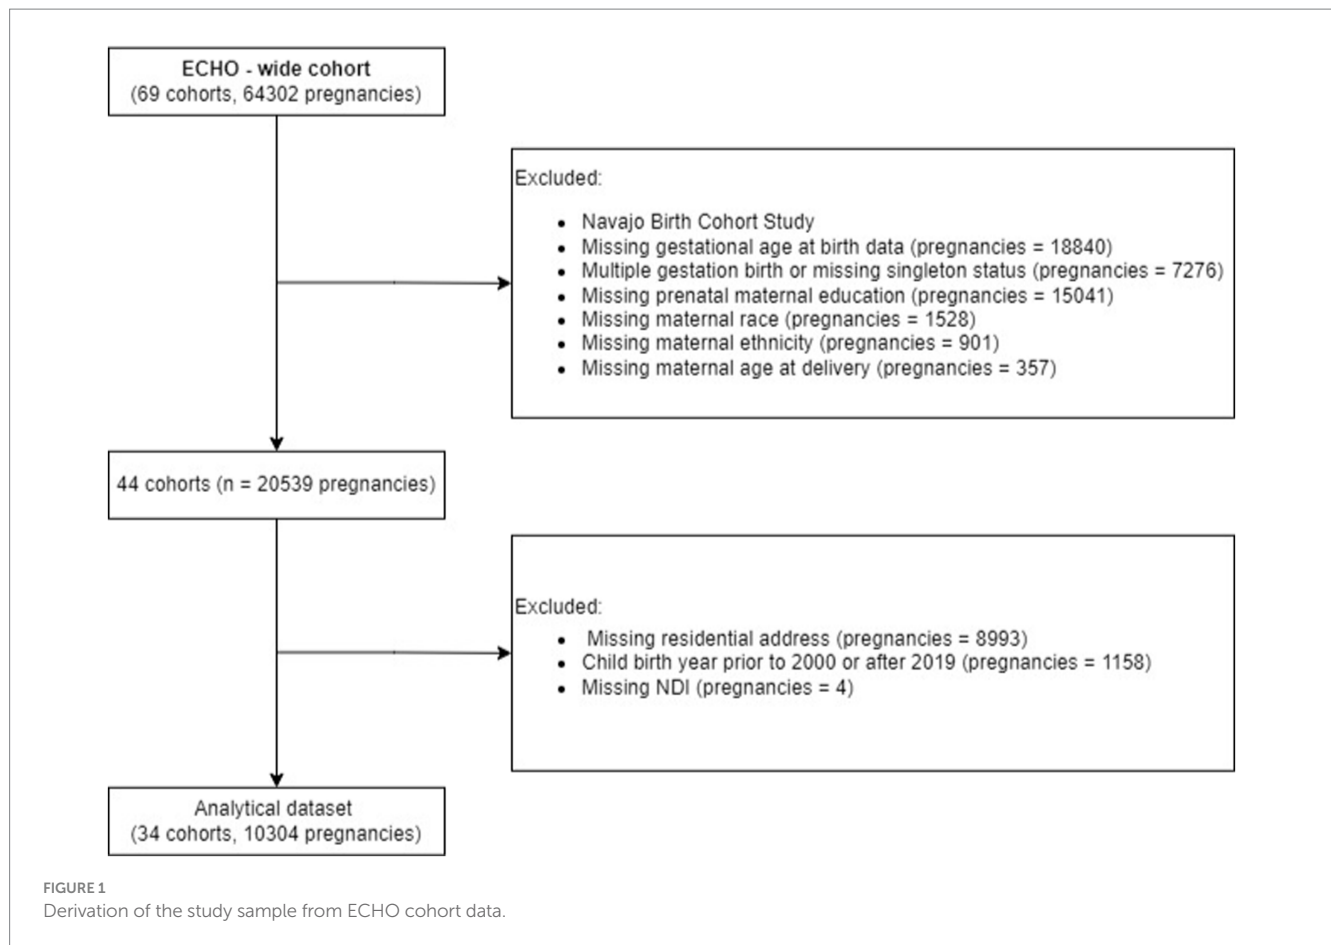 ECHO - wide cohort
(69 cohorts, 64302 pregnancies)
Excluded:
• Navajo Birth Cohort Study
• Missing gestational age at birth data (pregnancies = 18840)
• Multiple gestation birth or missing singleton status (pregnancies = 7276)
• Missing prenatal maternal education (pregnancies = 15041)
• Missing maternal race (pregnancies = 1528)
• Missing maternal ethnicity (pregnancies = 901)
• Missing maternal age at delivery (pregnancies = 357)
44 cohorts (n = 20539 pregnancies)
Excluded:
• Missing residential address (pregnancies = 8993)
• Child birth year prior to 2000 or after 2019 (pregnancies = 1158)
• Missing NDI (pregnancies = 4)
Analytical dataset
(34 cohorts, 10304 pregnancies)
FIGURE 1
Derivation of the study sample from ECHO cohort data.